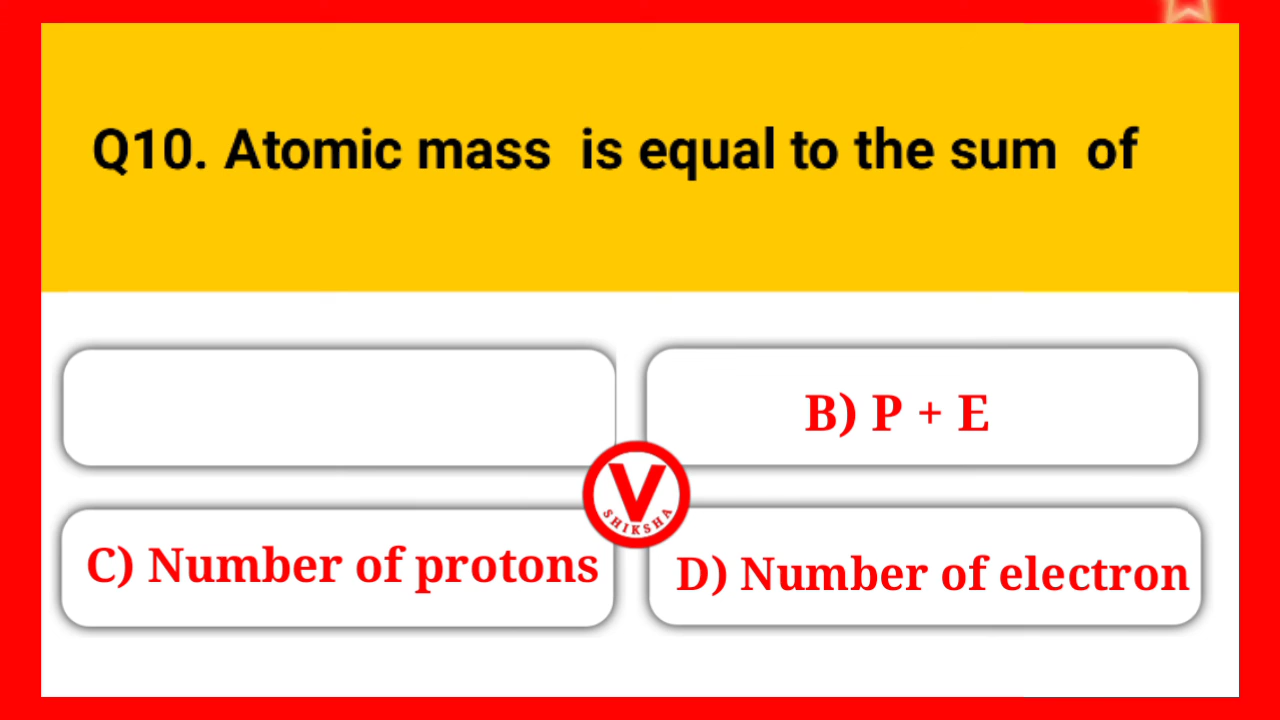 Q10. Atomic mass is equal to the sum of
B) P + E
V
SHIKSHA
C) Number of protons
D) Number of electron